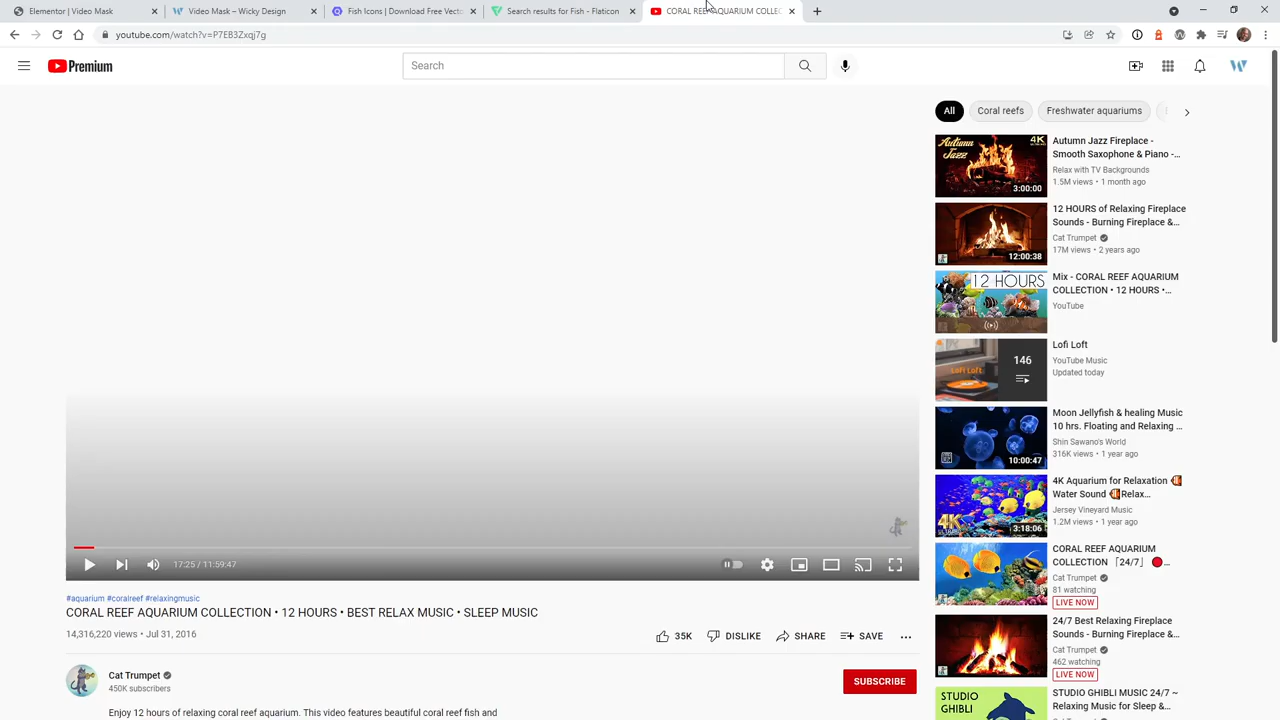 Elementor | Video Mask
Video Mask – Wicky Design
Fish Icons | Download Free Vecto
Search results for Fish - Flaticon
CORAL REEF AQUARIUM COLLEC
youtube.com/watch?v=P7EB3Zxqj7g
Premium
Search
All
Coral reefs
Freshwater aquariums
Autumn Jazz
4K
3:00:00
Autumn Jazz Fireplace -
Smooth Saxophone & Piano -...
Relax with TV Backgrounds
1.5M views • 1 month ago
12:00:38
12 HOURS of Relaxing Fireplace
Sounds - Burning Fireplace &...
Cat Trumpet
17M views • 2 years ago
12 HOURS
Mix - CORAL REEF AQUARIUM
COLLECTION • 12 HOURS •...
YouTube
Lofi Loft
146
Lofi Loft
YouTube Music
Updated today
10:00:47
Moon Jellyfish & healing Music
10 hrs. Floating and Relaxing ...
Shin Sawano's World
316K views • 1 year ago
4K
3:18:06
4K Aquarium for Relaxation
Water Sound Relax...
Jersey Vineyard Music
1.2M views • 1 year ago
CORAL REEF AQUARIUM
COLLECTION 「24/7」 ...
Cat Trumpet
81 watching
LIVE NOW
24/7 Best Relaxing Fireplace
Sounds - Burning Fireplace &...
Cat Trumpet
462 watching
LIVE NOW
STUDIO
GHIBLI
STUDIO GHIBLI MUSIC 24/7 ~
Relaxing Music for Sleep &...
17:25 / 11:59:47
#aquarium #coralreef #relaxingmusic
CORAL REEF AQUARIUM COLLECTION • 12 HOURS • BEST RELAX MUSIC • SLEEP MUSIC
14,316,220 views • Jul 31, 2016
35K
DISLIKE
SHARE
SAVE
Cat Trumpet
450K subscribers
SUBSCRIBE
Enjoy 12 hours of relaxing coral reef aquarium. This video features beautiful coral reef fish and